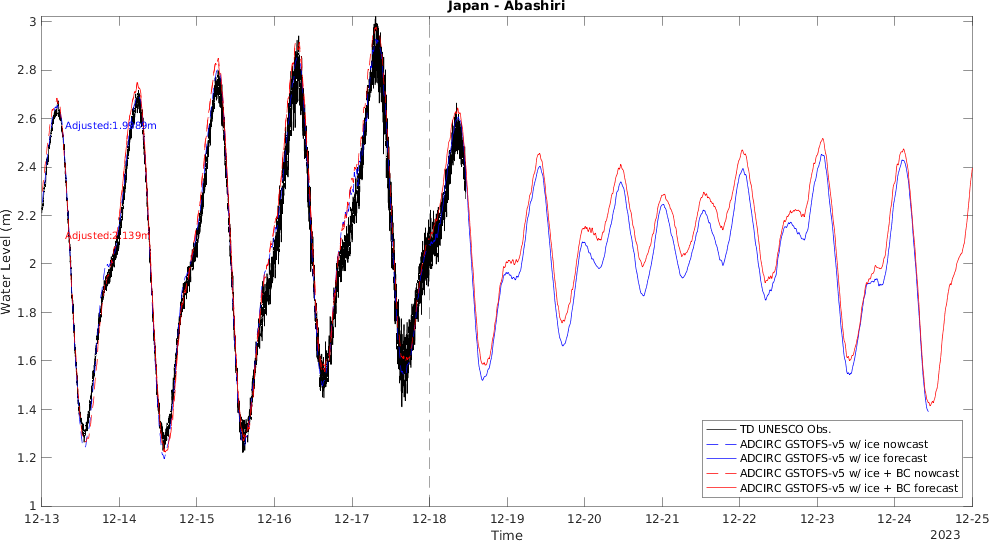 Japan - Abashiri
3
2.8
2.6
2.4
2.2
2
1.8
1.6
1.4
1.2
1
Water Level (m)
Adjusted:1.9989m
Adjusted:2.139m
TD UNESCO Obs.
ADCIRC GSTOFS-v5 w/ ice nowcast
ADCIRC GSTOFS-v5 w/ ice forecast
ADCIRC GSTOFS-v5 w/ ice + BC nowcast
ADCIRC GSTOFS-v5 w/ ice + BC forecast
12-13 12-14 12-15 12-16 12-17 12-18 12-19 12-20 12-21 12-22 12-23 12-24 12-25
Time
2023